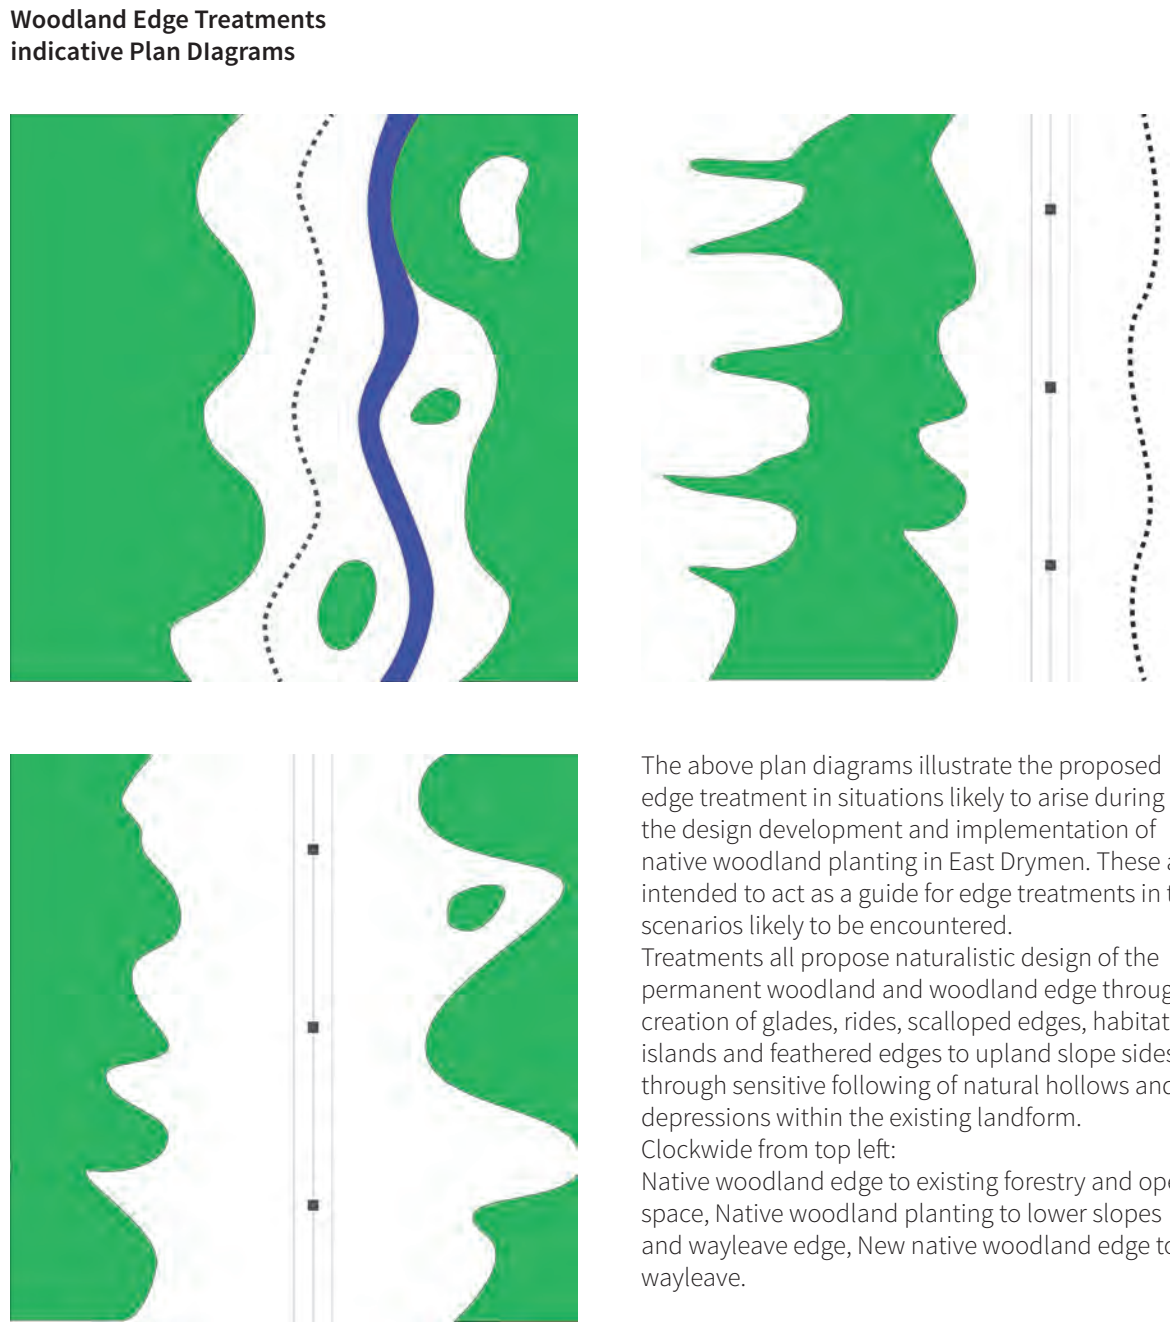 Woodland Edge Treatments
indicative Plan DIagrams
The above plan diagrams illustrate the proposed
edge treatment in situations likely to arise during
the design development and implementation of
native woodland planting in East Drymen. These a
intended to act as a guide for edge treatments in t
scenarios likely to be encountered.
Treatments all propose naturalistic design of the
permanent woodland and woodland edge throug
creation of glades, rides, scalloped edges, habitat
islands and feathered edges to upland slope sides
through sensitive following of natural hollows and
depressions within the existing landform.
Clockwide from top left:
Native woodland edge to existing forestry and ope
space, Native woodland planting to lower slopes
and wayleave edge, New native woodland edge to
wayleave.